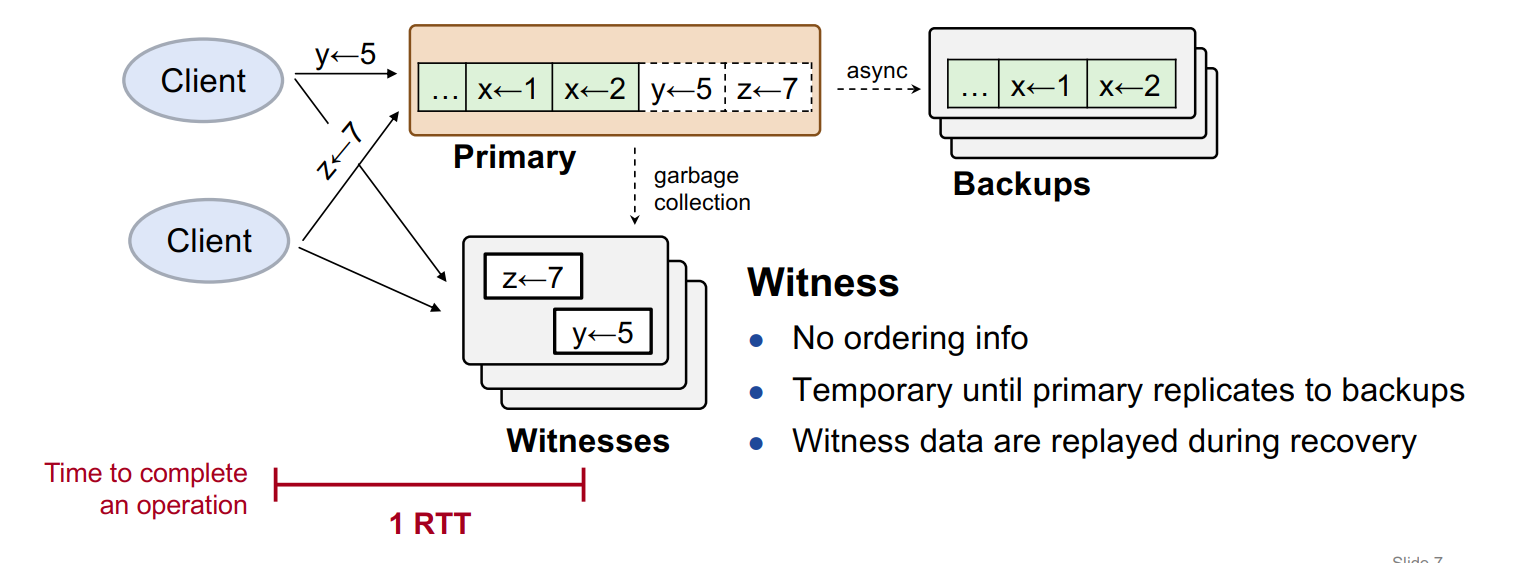 Client
y←5
z←7
Client
… x←1 x←2 y←5 z←7
Primary
async
… x←1 x←2
Backups
garbage
collection
z←7
y←5
Witnesses
Witness
● No ordering info
● Temporary until primary replicates to backups
● Witness data are replayed during recovery
Time to complete
an operation
1 RTT
Slide 7